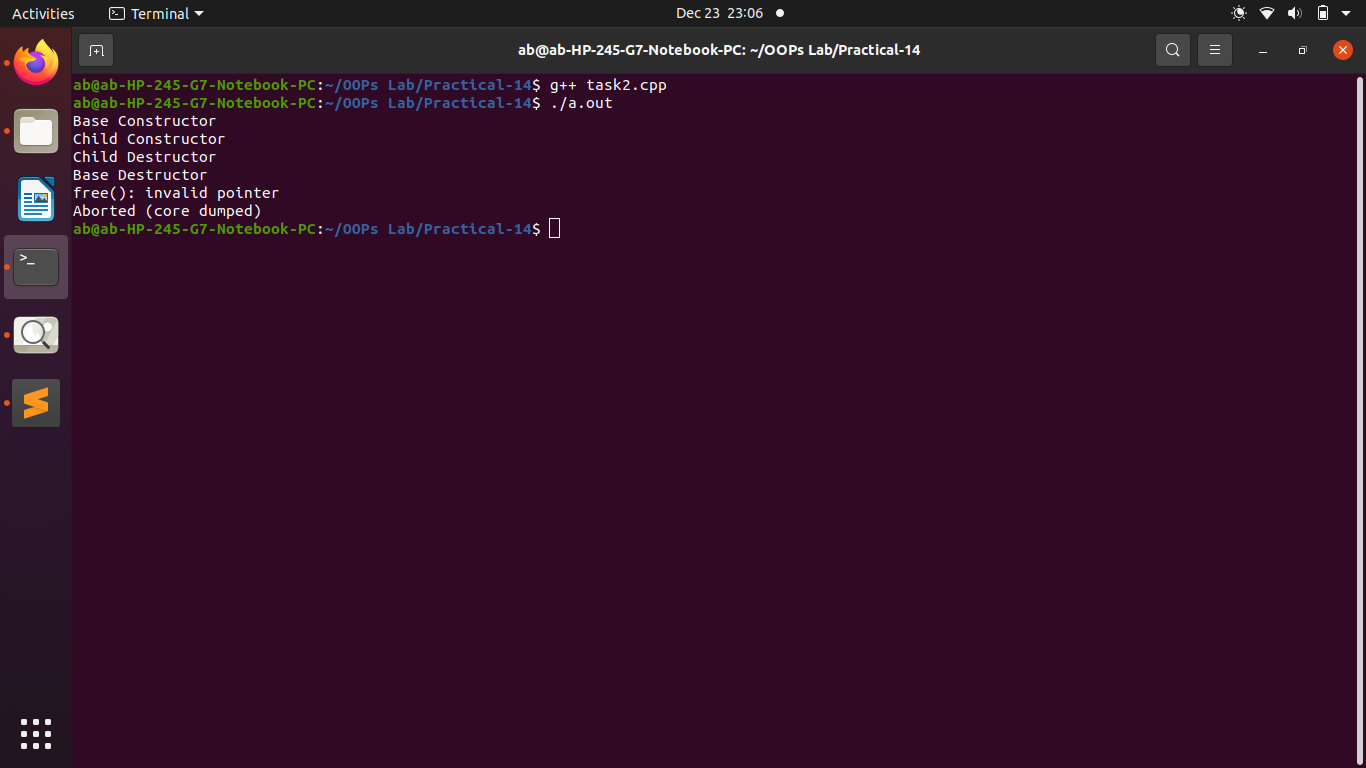 Activities Terminal Dec 23 23:06
ab@ab-HP-245-G7-Notebook-PC: ~/OOPs Lab/Practical-14
ab@ab-HP-245-G7-Notebook-PC:~/OOPs Lab/Practical-14$ g++ task2.cpp
ab@ab-HP-245-G7-Notebook-PC:~/OOPs Lab/Practical-14$ ./a.out
Base Constructor
Child Constructor
Child Destructor
Base Destructor
free(): invalid pointer
Aborted (core dumped)
ab@ab-HP-245-G7-Notebook-PC:~/OOPs Lab/Practical-14$